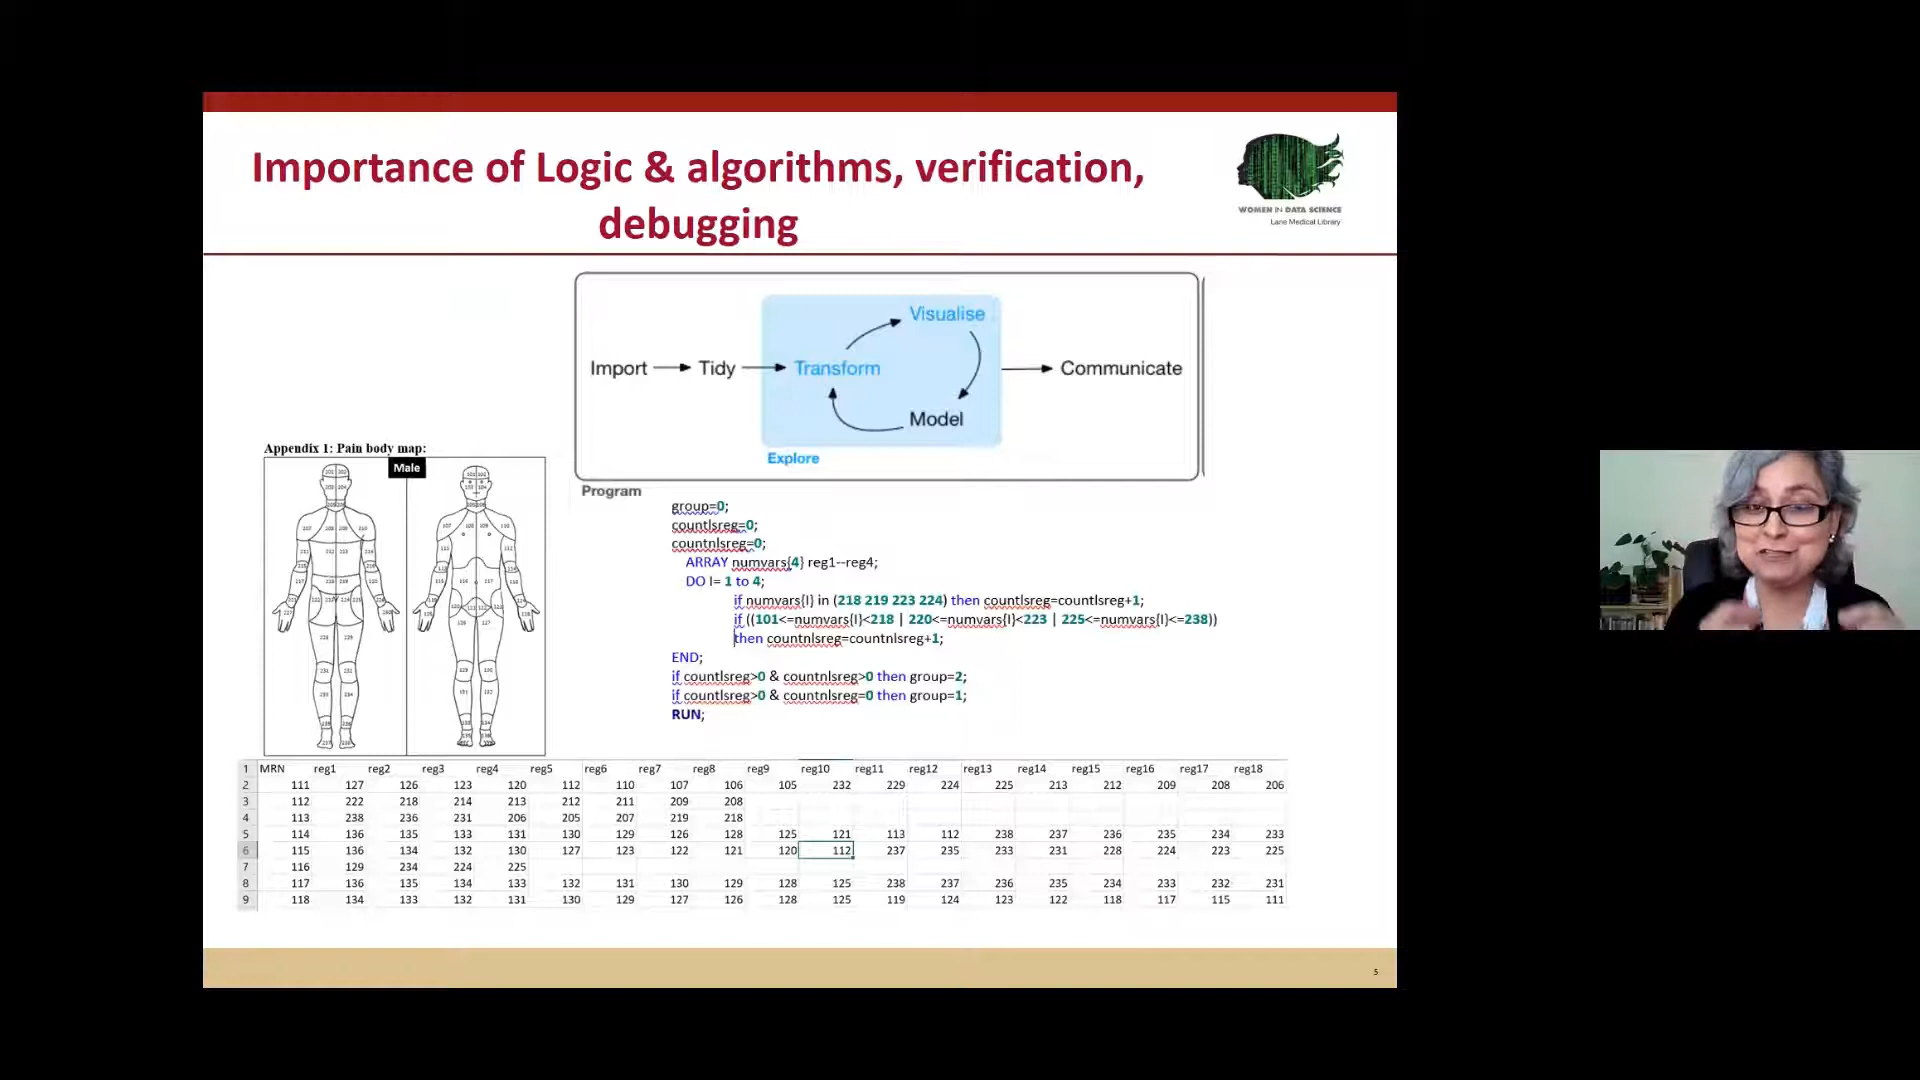 Importance of Logic & algorithms, verification,
debugging
WOMEN IN DATA SCIENCE
Lane Medical Library
Import
Tidy
Transform
Visualise
Model
Communicate
Explore
Program
Appendix 1: Pain body map:
Male
group=0;
countlsreg=0;
countnlsreg=0;
ARRAY numvars{4} reg1--reg4;
DO I= 1 to 4;
if numvars{I} in (218 219 223 224) then countlsreg=countlsreg+1;
if ((101<=numvars{I}<218 | 220<=numvars{I}<223 | 225<=numvars{I}<=238))
then countnlsreg=countnlsreg+1;
END;
if countlsreg>0 & countnlsreg>0 then group=2;
if countlsreg>0 & countnlsreg=0 then group=1;
RUN;
1 MRN reg1 reg2 reg3 reg4 reg5 reg6 reg7 reg8 reg9 reg10 reg11 reg12 reg13 reg14 reg15 reg16 reg17 reg18
2 111 127 126 123 120 112 110 107 106 105 232 229 224 225 213 212 209 208 206
3 112 222 218 214 213 212 211 209 208
4 113 238 236 231 206 205 207 219 218
5 114 136 135 133 131 130 129 126 128 125 121 113 112 238 237 236 235 234 233
6 115 136 134 132 130 127 123 122 121 120 112 237 235 233 231 228 224 223 225
7 116 129 234 224 225
8 117 136 135 134 133 132 131 130 129 128 125 238 237 236 235 234 233 232 231
9 118 134 133 132 131 130 129 127 126 128 125 119 124 123 122 118 117 115 111
5